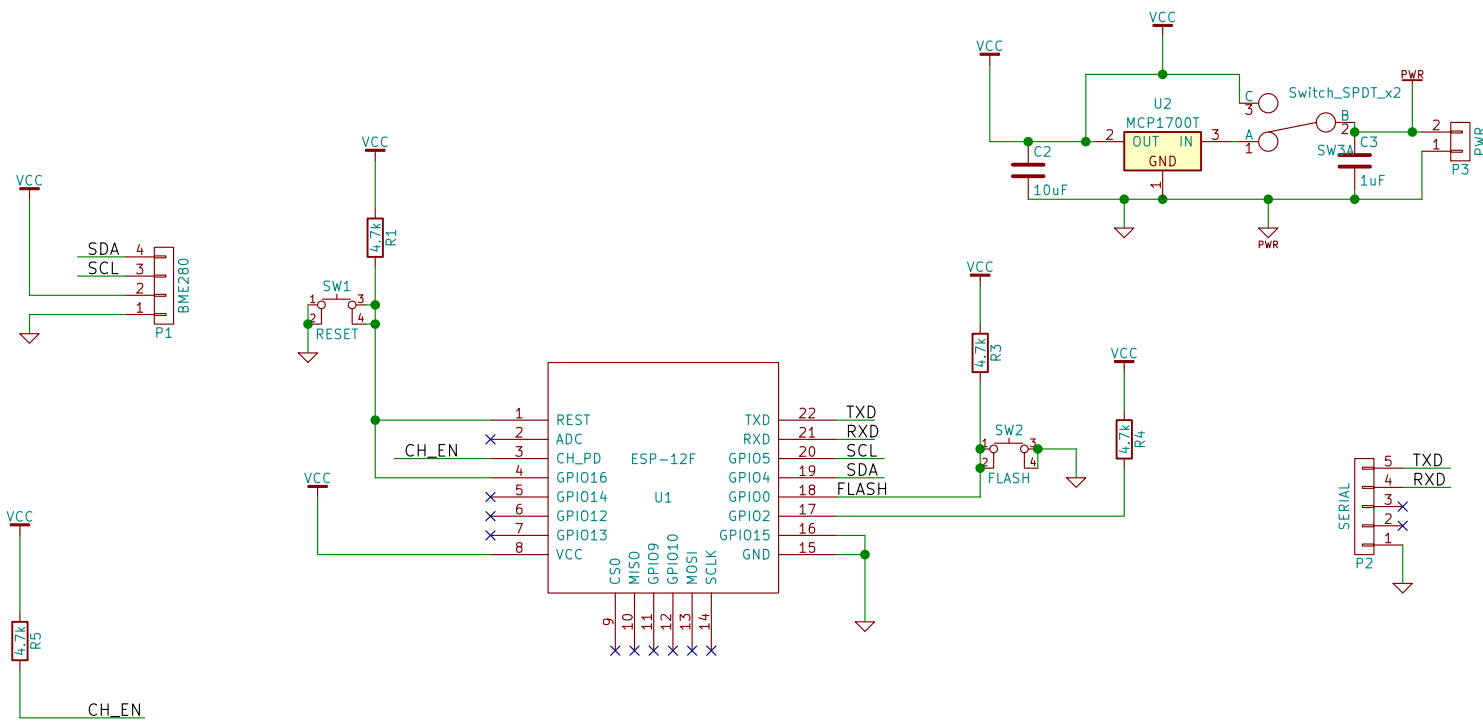 VCC
VCC
C2
10uF
U2
MCP1700T
2 OUT IN 3
GND
1
C
3
A
1
Switch_SPDT_x2
B
2
SW3A
C3
1uF
PWR
PWR
2
1
PWR
P3
VCC
SDA 4
SCL 3
2
1
BME280
P1
VCC
4.7k
R1
SW1
1 3
2 4
RESET
VCC
4.7k
R3
SW2
1 3
2 4
FLASH
VCC
4.7k
R4
1 REST
2 ADC
CH_EN 3 CH_PD
4 GPIO16
5 GPIO14
6 GPIO12
7 GPIO13
VCC
8 VCC
ESP-12F
U1
TXD 22 TXD
RXD 21 RXD
GPIO5 20 SCL
GPIO4 19 SDA
GPIO0 18 FLASH
GPIO2 17
GPIO15 16
GND 15
CS0
MISO
GPIO9
GPIO10
MOSI
SCLK
9
10
11
12
13
14
5 TXD
4 RXD
3
2
1
SERIAL
P2
VCC
4.7k
R5
CH_EN